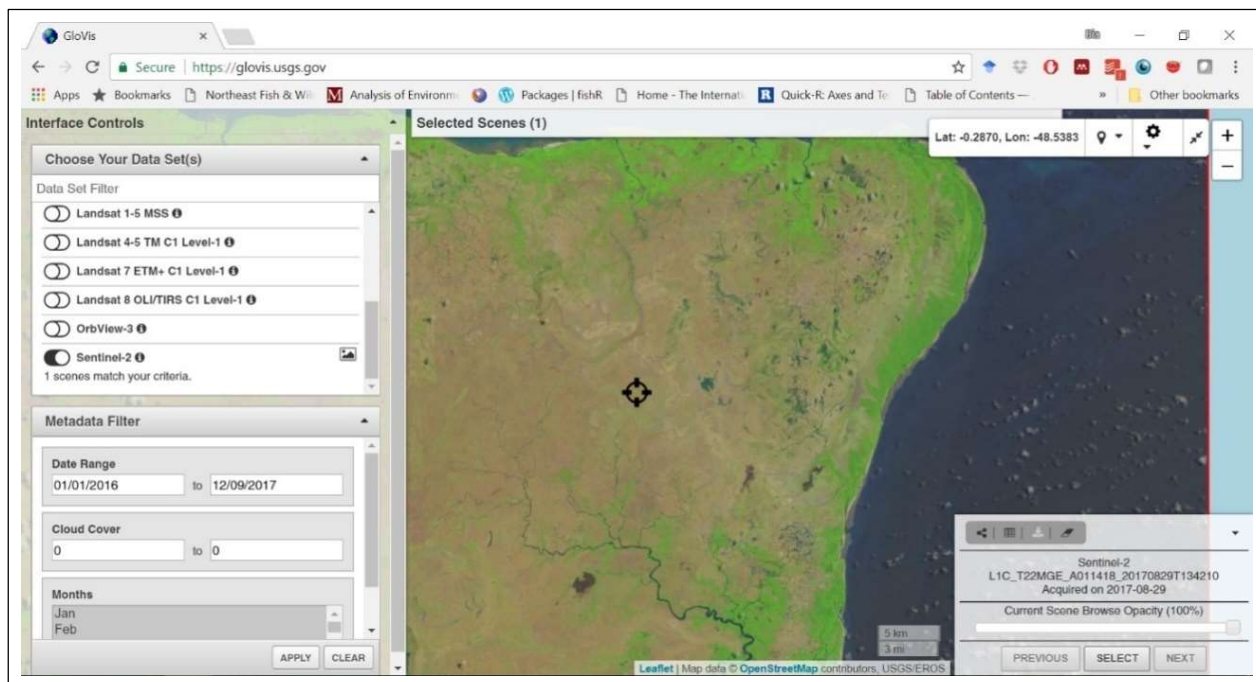 GloVis
Secure | https://glovis.usgs.gov
Apps Bookmarks Northeast Fish & Wil Analysis of Environm Packages | fishR Home - The Internati Quick-R: Axes and Te Table of Contents — » Other bookmarks
Interface Controls
Selected Scenes (1)
Lat: -0.2870, Lon: -48.5383
+
−
Choose Your Data Set(s)
Data Set Filter
Landsat 1-5 MSS
Landsat 4-5 TM C1 Level-1
Landsat 7 ETM+ C1 Level-1
Landsat 8 OLI/TIRS C1 Level-1
OrbView-3
Sentinel-2
1 scenes match your criteria.
Metadata Filter
Date Range
01/01/2016 to 12/09/2017
Cloud Cover
0 to 0
Months
Jan
Feb
APPLY CLEAR
Sentinel-2
L1C_T22MGE_A011418_20170829T134210
Acquired on 2017-08-29
Current Scene Browse Opacity (100%)
PREVIOUS SELECT NEXT
5 km
3 mi
Leaflet | Map data © OpenStreetMap contributors, USGS/EROS